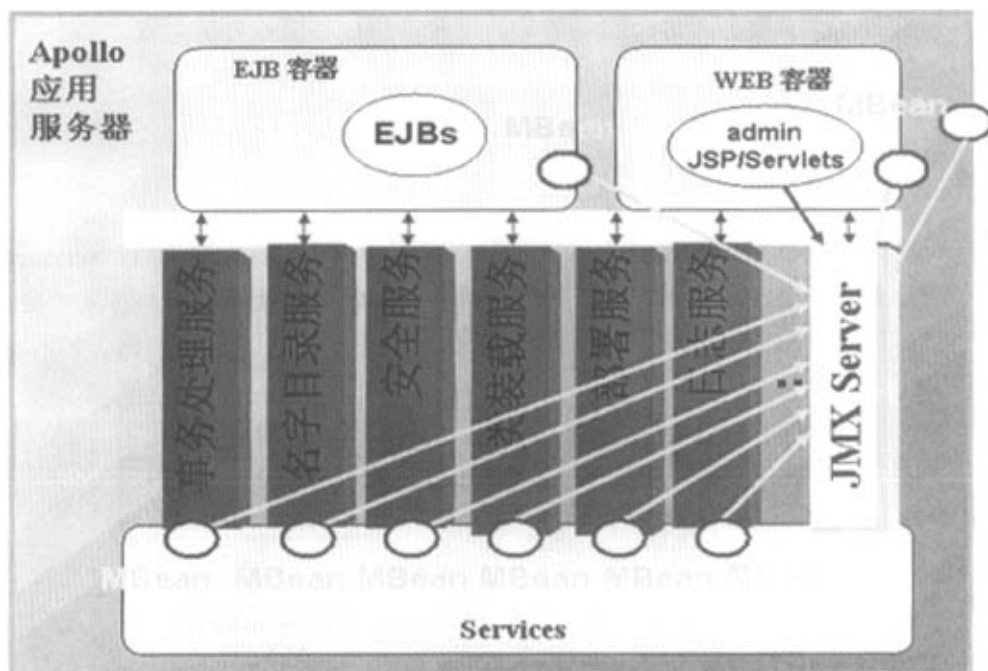 Apollo
应用
服务器
EJB 容器
EJBs
MBean
WEB 容器
admin
JSP/Servlets
MBean
事务处理服务
名字目录服务
安全服务
类装载服务
部署服务
日志服务
JMX Server
MBean MBean MBean MBean MBean
Services